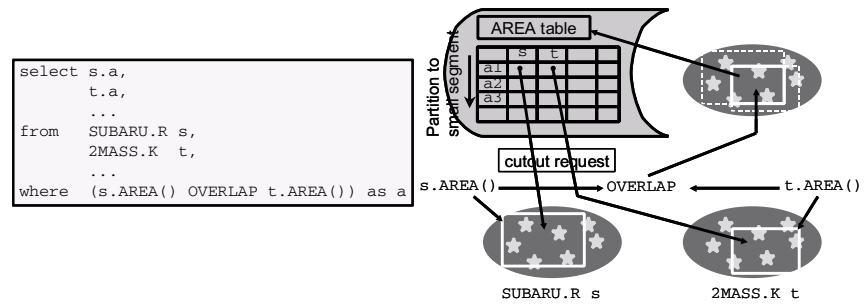 select s.a,
t.a,
...
from SUBARU.R s,
2MASS.K t,
...
where (s.AREA() OVERLAP t.AREA()) as a
AREA table
Partition to
small segment
s t
a1
a2
a3
cutout request
s.AREA() OVERLAP t.AREA()
SUBARU.R s 2MASS.K t